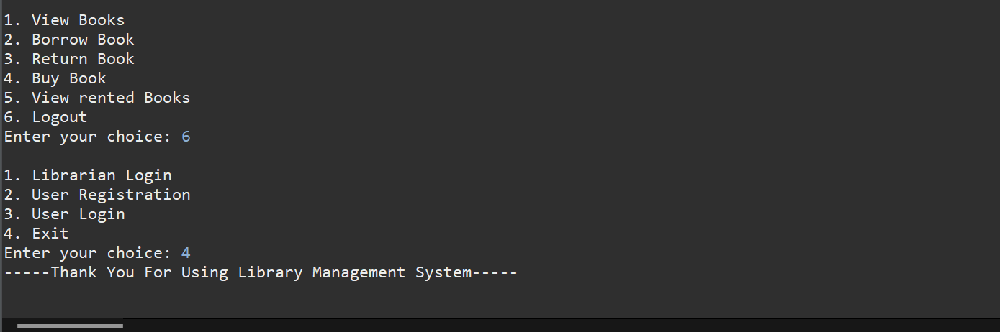 1. View Books
2. Borrow Book
3. Return Book
4. Buy Book
5. View rented Books
6. Logout
Enter your choice: 6
1. Librarian Login
2. User Registration
3. User Login
4. Exit
Enter your choice: 4
-----Thank You For Using Library Management System-----